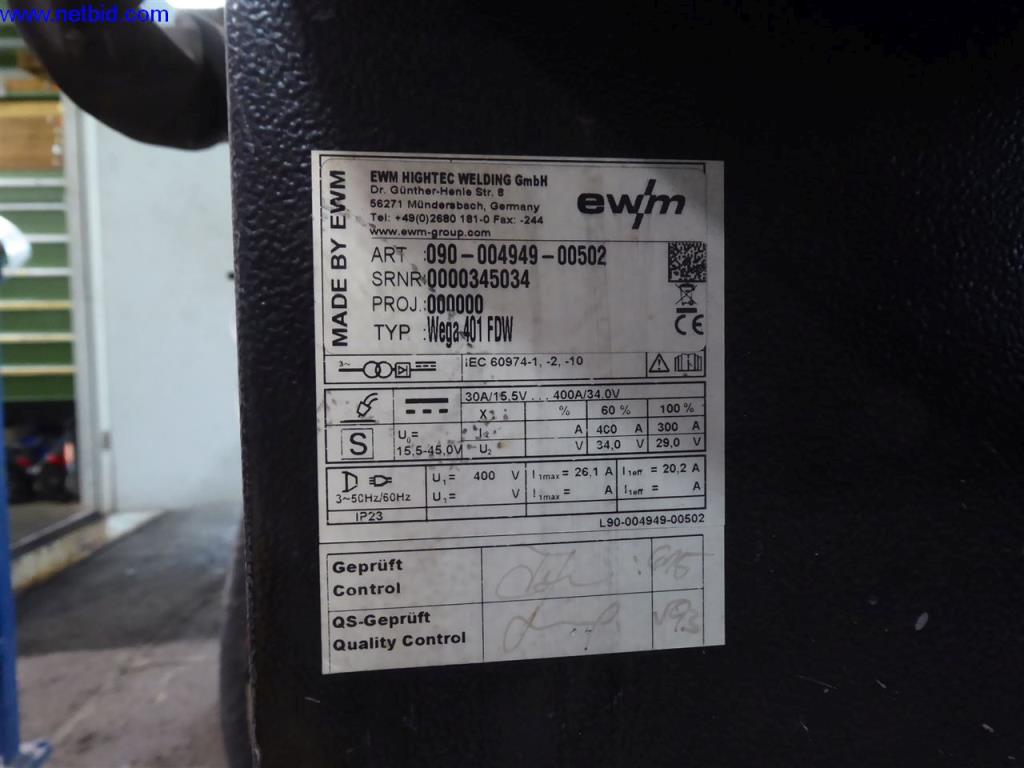 www.netbid.com
MADE BY EWM
EWM HIGHTEC WELDING GmbH
Dr. Günther-Henle Str. 8
56271 Mündersbach, Germany
Tel: +49(0)2680 181-0 Fax: -244
www.ewm-group.com
ewm
ART :090-004949-00502
SRNR:0000345034
PROJ.:000000
TYP :Wega 401 FDW
CE
3~
IEC 60974-1, -2, -10
30A/15,5V ... 400A/34.0V
X % 60 % 100 %
S
U0= I2 A 400 A 300 A
15,5-45,0V U2 V 34,0 V 29,0 V
U1= 400 V I1max = 26,1 A I1eff = 20,2 A
3~50Hz/60Hz U1= V I1max = A I1eff = A
IP23
L90-004949-00502
Geprüft
Control
QS-Geprüft
Quality Control